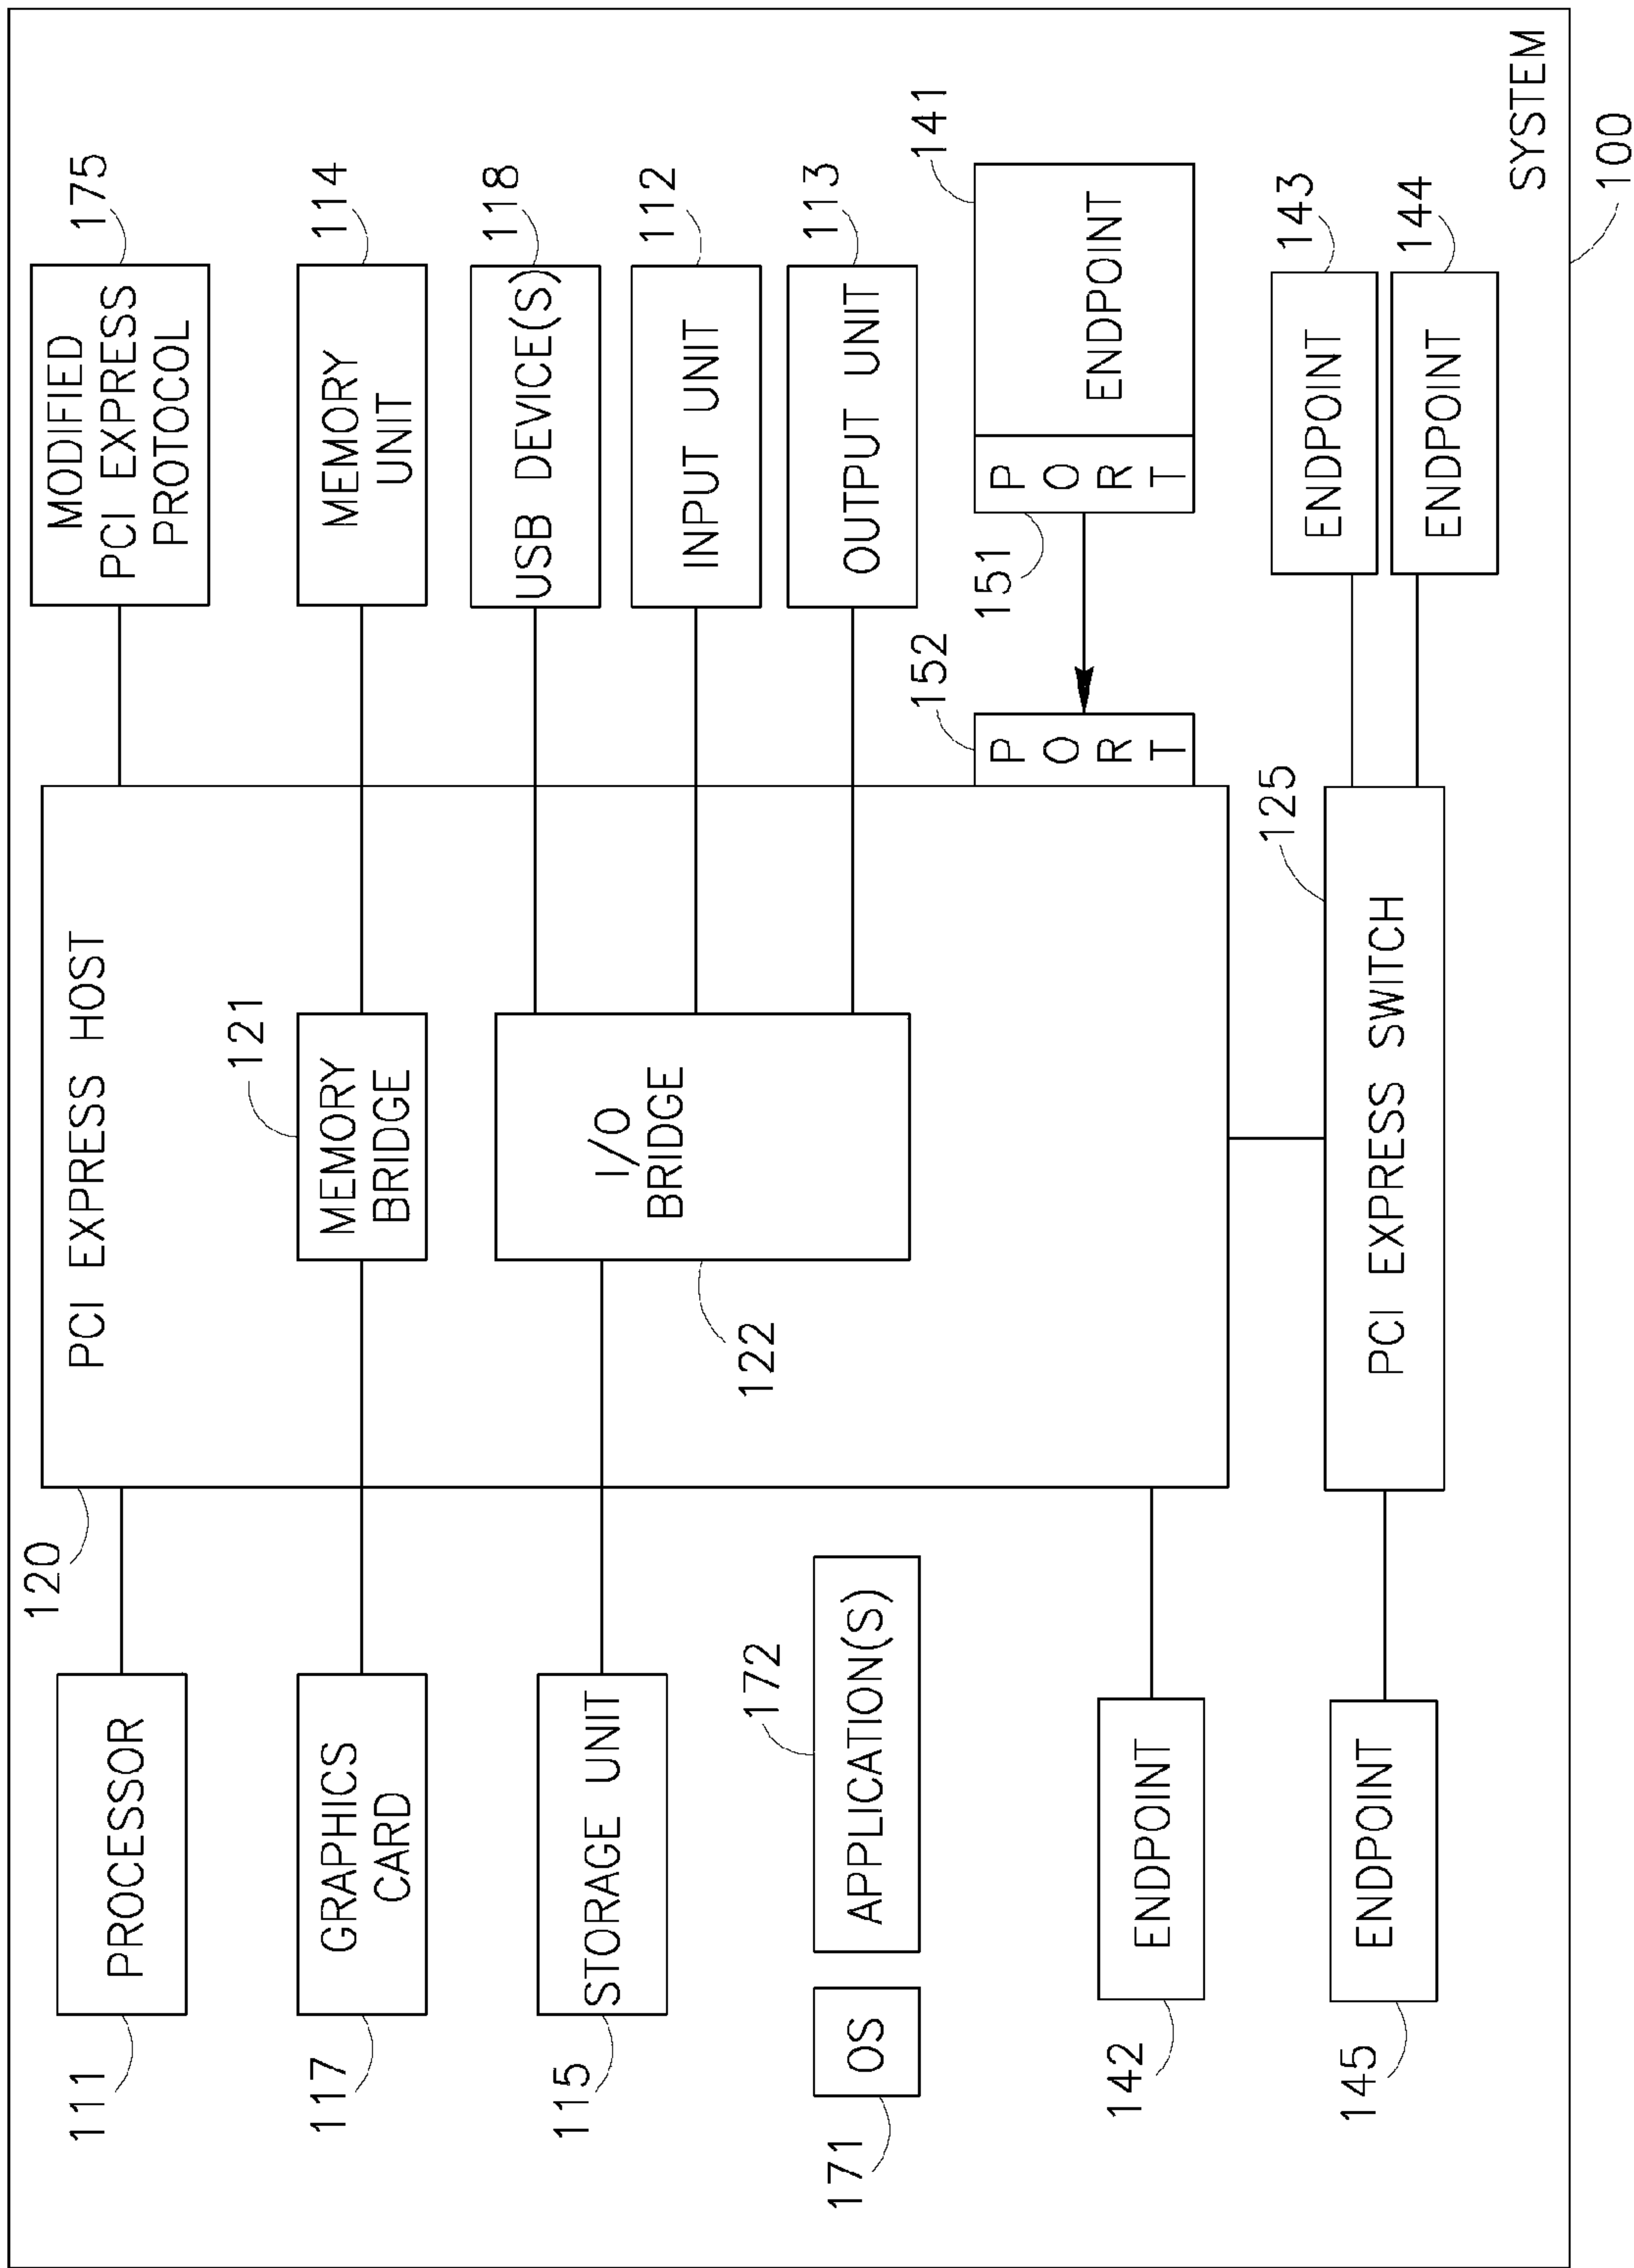 SYSTEM
100
PROCESSOR
111
GRAPHICS
CARD
117
STORAGE UNIT
115
OS
171
APPLICATION(S)
172
ENDPOINT
142
ENDPOINT
145
120
PCI EXPRESS HOST
MEMORY
BRIDGE
121
I/O
BRIDGE
122
PCI EXPRESS SWITCH
125
MODIFIED
PCI EXPRESS
PROTOCOL
175
MEMORY
UNIT
114
USB DEVICE(S)
118
INPUT UNIT
112
OUTPUT UNIT
113
P
O
R
T
152
P
O
R
T
151
ENDPOINT
141
ENDPOINT
143
ENDPOINT
144